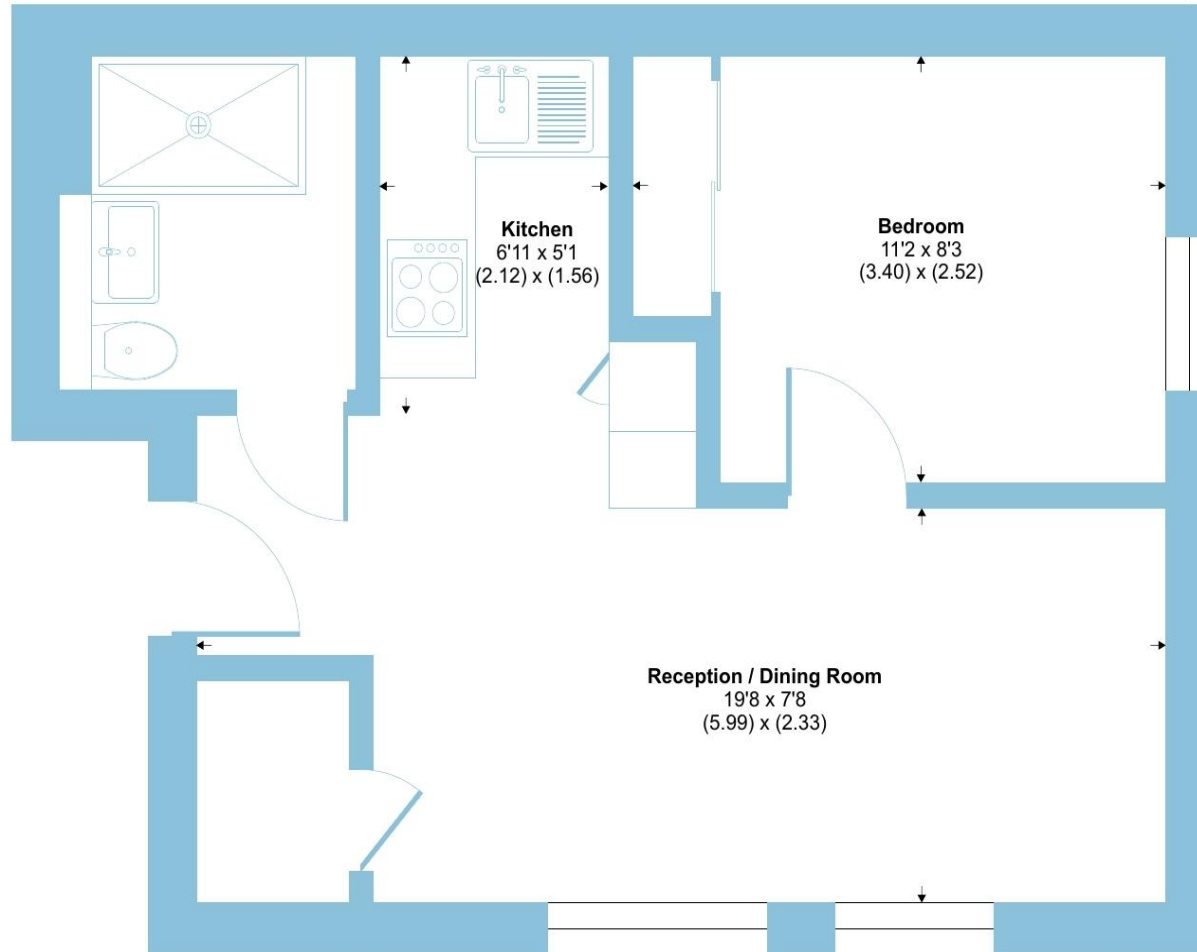 Kitchen
6'11 x 5'1
(2.12) x (1.56)
Bedroom
11'2 x 8'3
(3.40) x (2.52)
Reception / Dining Room
19'8 x 7'8
(5.99) x (2.33)